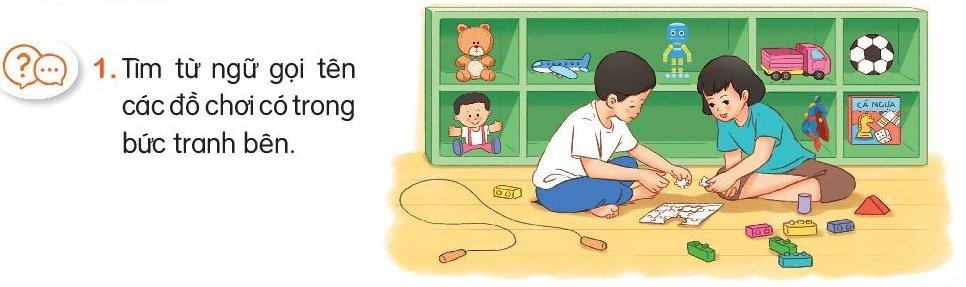 1. Tìm từ ngữ gọi tên
các đồ chơi có trong
bức tranh bên.
CÁ NGỰA